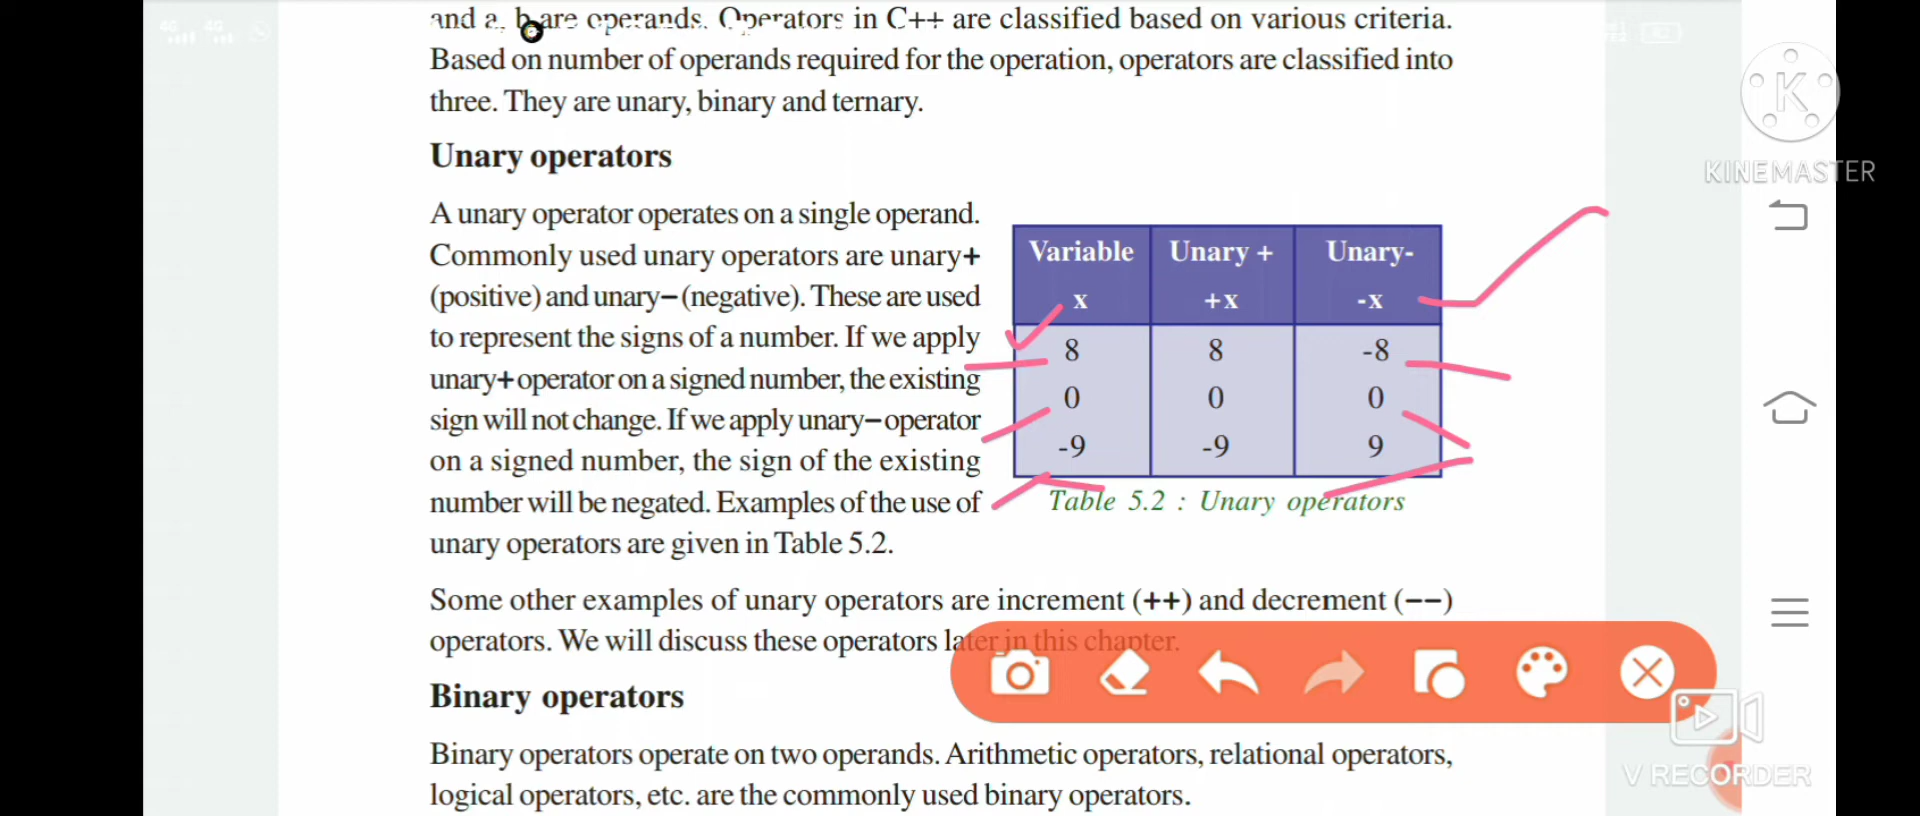 4G 4G
and a, b are operands. Operators in C++ are classified based on various criteria.
Based on number of operands required for the operation, operators are classified into
three. They are unary, binary and ternary.
Unary operators
A unary operator operates on a single operand.
Commonly used unary operators are unary+
(positive) and unary− (negative). These are used
to represent the signs of a number. If we apply
unary+ operator on a signed number, the existing
sign will not change. If we apply unary− operator
on a signed number, the sign of the existing
number will be negated. Examples of the use of
unary operators are given in Table 5.2.
Variable Unary + Unary-
x +x -x
8 8 -8
0 0 0
-9 -9 9
Table 5.2 : Unary operators
Some other examples of unary operators are increment (++) and decrement (−−)
operators. We will discuss these operators later in this chapter.
Binary operators
Binary operators operate on two operands. Arithmetic operators, relational operators,
logical operators, etc. are the commonly used binary operators.
K
KINEMASTER
V RECORDER